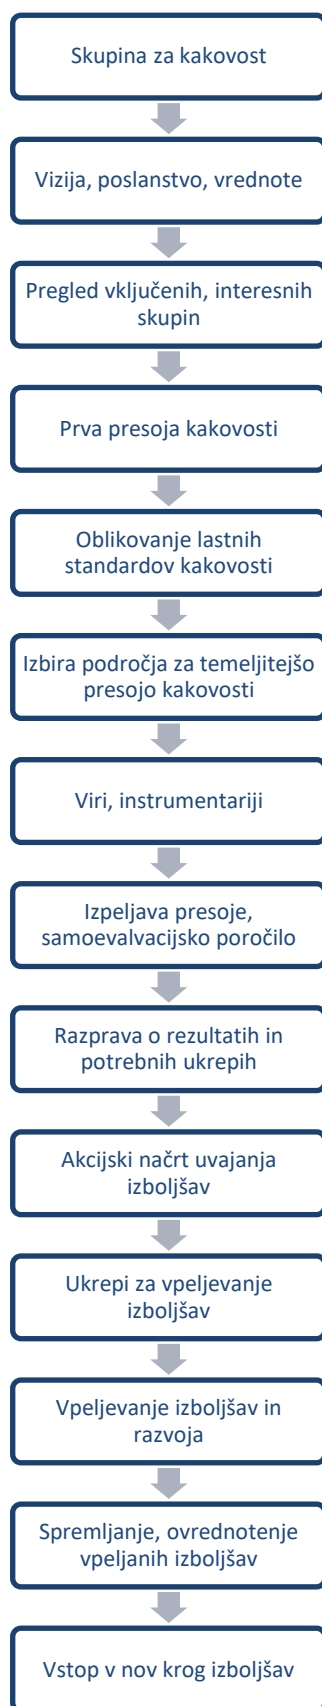 Skupina za kakovost
Vizija, poslanstvo, vrednote
Pregled vključenih, interesnih
skupin
Prva presoja kakovosti
Oblikovanje lastnih
standardov kakovosti
Izbira področja za temeljitejšo
presojo kakovosti
Viri, instrumentariji
Izpeljava presoje,
samoevalvacijsko poročilo
Razprava o rezultatih in
potrebnih ukrepih
Akcijski načrt uvajanja
izboljšav
Ukrepi za vpeljevanje
izboljšav
Vpeljevanje izboljšav in
razvoja
Spremljanje, ovrednotenje
vpeljanih izboljšav
Vstop v nov krog izboljšav